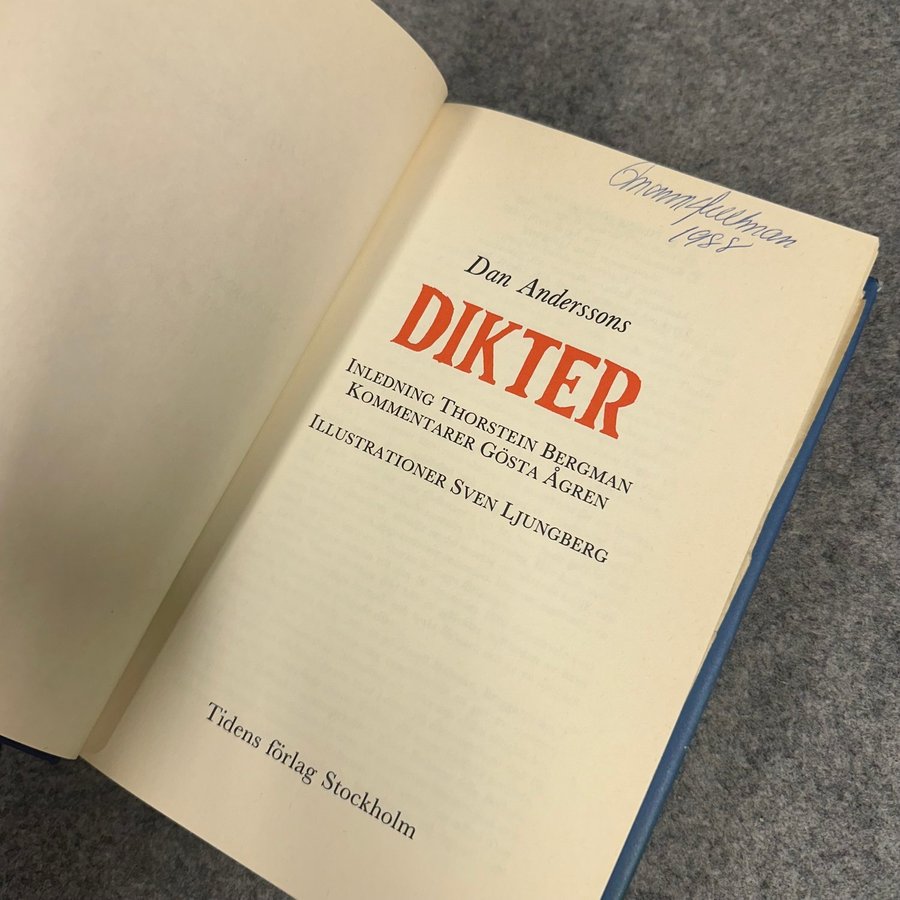 1988
Dan Anderssons
DIKTER
INLEDNING THORSTEIN BERGMAN
KOMMENTARER GÖSTA ÅGREN
ILLUSTRATIONER SVEN LJUNGBERG
Tidens förlag Stockholm